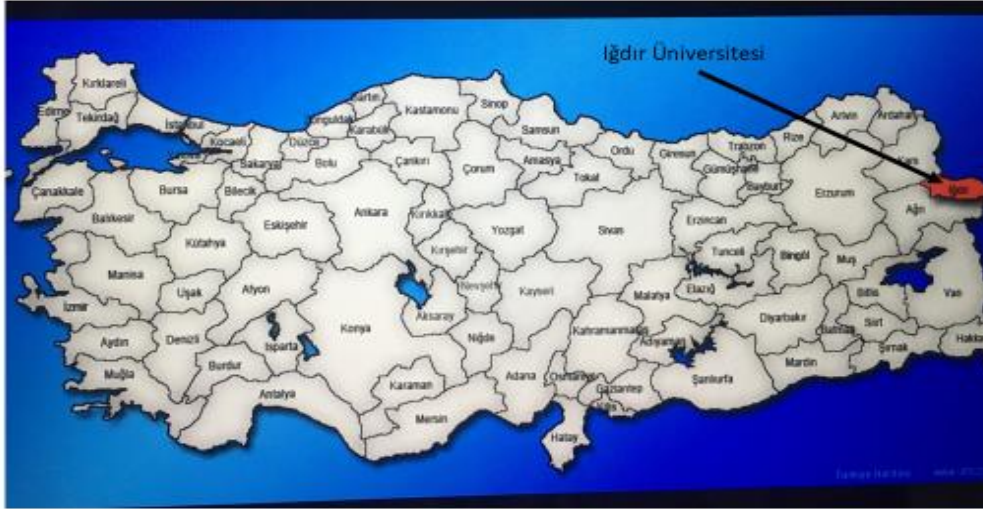 Iğdır Üniversitesi
Kırklareli
Edirne
Tekirdağ
İstanbul
Kocaeli
Sakarya
Düzce
Bolu
Zonguldak
Bartın
Karabük
Kastamonu
Sinop
Çankırı
Çorum
Samsun
Amasya
Tokat
Ordu
Giresun
Trabzon
Gümüşhane
Bayburt
Rize
Artvin
Ardahan
Kars
Iğdır
Ağrı
Erzurum
Erzincan
Çanakkale
Balıkesir
Bursa
Bilecik
Eskişehir
Kütahya
Ankara
Kırıkkale
Kırşehir
Yozgat
Sivas
Tunceli
Bingöl
Muş
Bitlis
Van
Manisa
Uşak
Afyon
Nevşehir
Aksaray
Kayseri
Malatya
Elazığ
Diyarbakır
Batman
Siirt
Şırnak
Hakka
İzmir
Aydın
Denizli
Isparta
Burdur
Konya
Niğde
Kahramanmaraş
Adıyaman
Şanlıurfa
Mardin
Muğla
Antalya
Karaman
Mersin
Adana
Osmaniye
Gaziantep
Kilis
Hatay